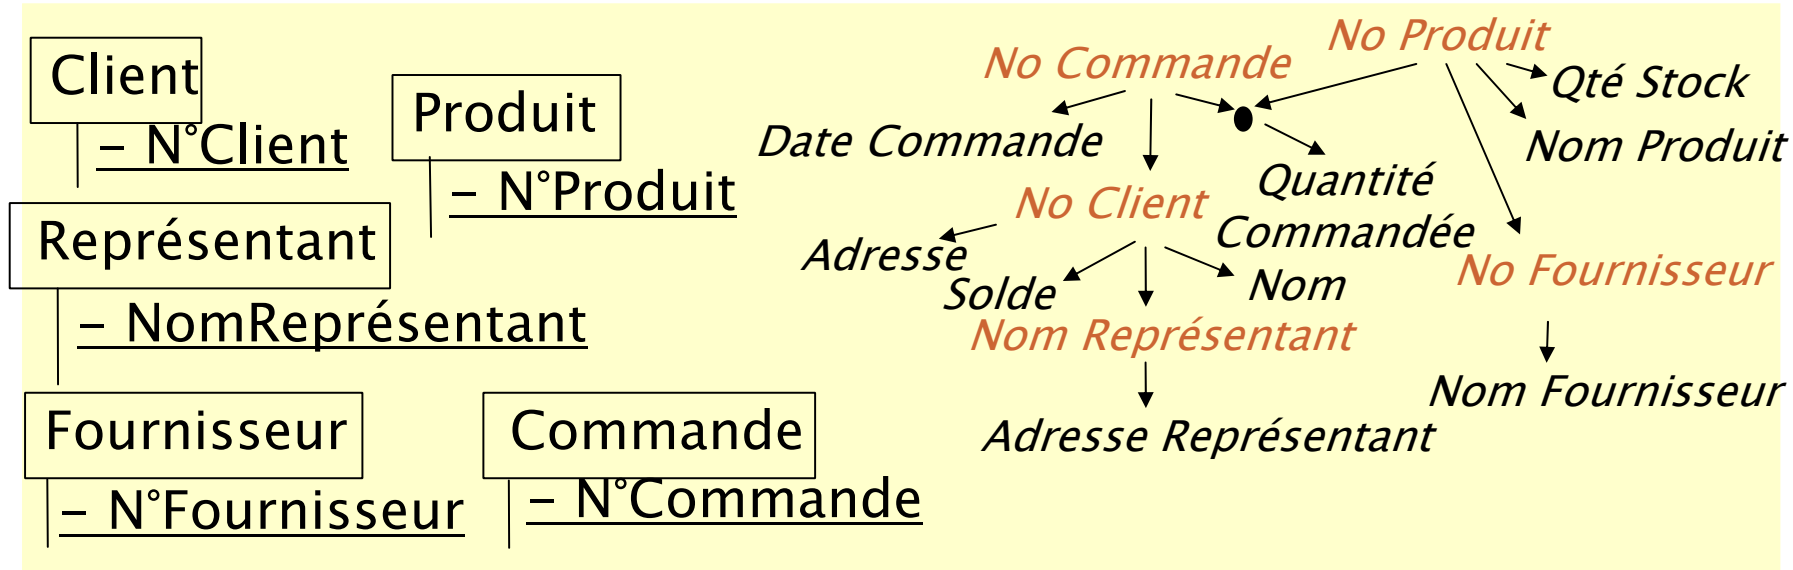 Client
– N°Client
Produit
– N°Produit
Représentant
– NomReprésentant
Fournisseur
– N°Fournisseur
Commande
– N°Commande
No Produit
No Commande
Qté Stock
Date Commande
Nom Produit
Quantité
Commandée
No Client
Adresse
Solde
Nom
No Fournisseur
Nom Représentant
Nom Fournisseur
Adresse Représentant